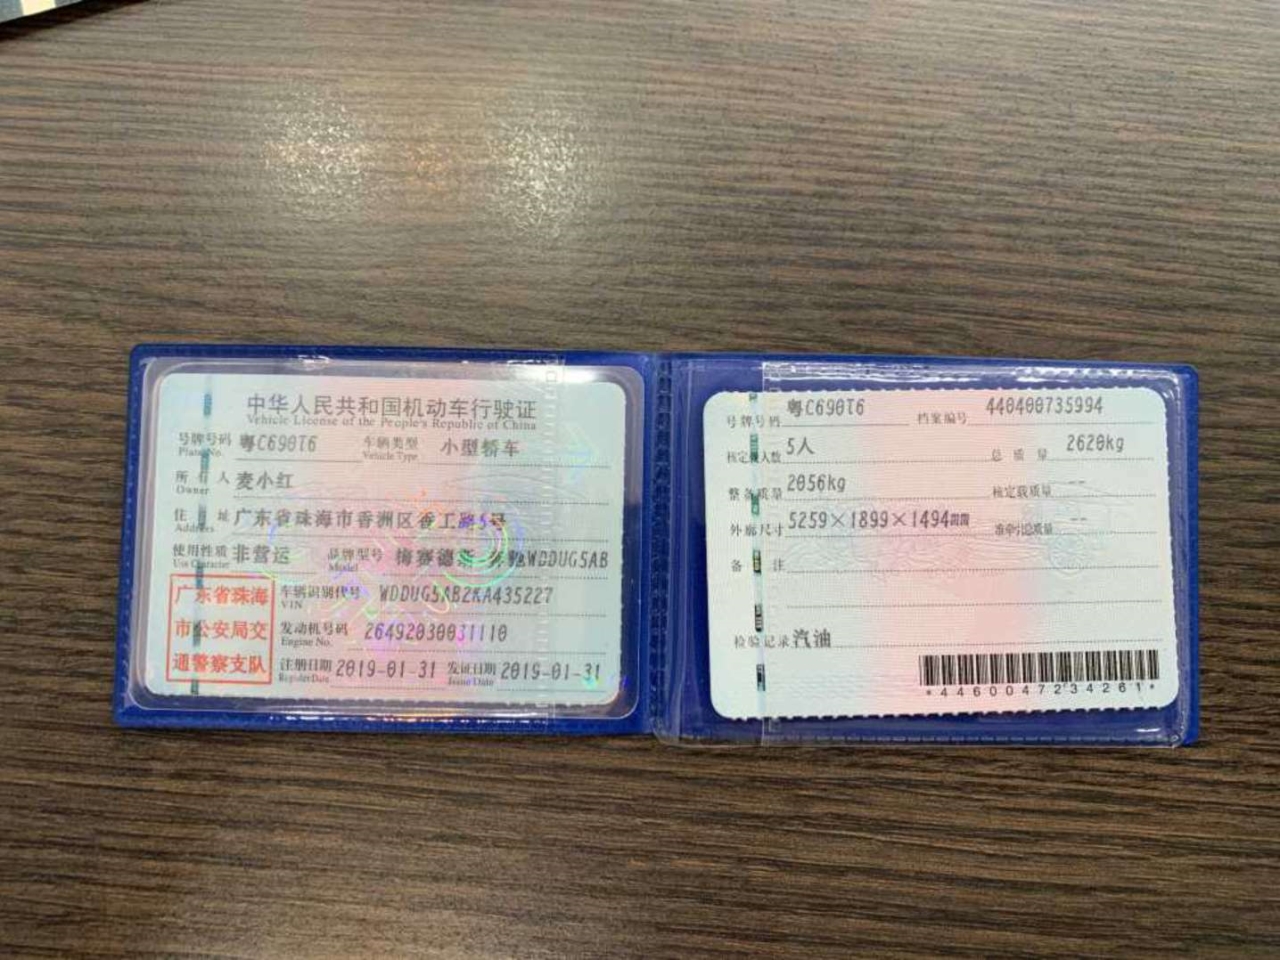 中华人民共和国机动车行驶证
Vehicle License of the People's Republic of China
号牌号码 粤C690T6 车辆类型 小型轿车
Plate No. Vehicle Type
所有人 麦小红
Owner
住址 广东省珠海市香洲区香工路5号
Address
使用性质 非营运 品牌型号 梅赛德斯-奔驰WDDUG5AB
Use Character Model
广东省珠海
市公安局交
通警察支队
车辆识别代号 WDDUG5AB2KA435227
VIN
发动机号码 26492030031110
Engine No.
注册日期 2019-01-31 发证日期 2019-01-31
Register Date Issue Date
号牌号码 粤C690T6 档案编号 440400735994
核定载人数 5人 总质量 2620kg
整备质量 2056kg 核定载质量 --
外廓尺寸 5259×1899×1494mm 准牵引总质量 --
备注
检验记录 汽油
*4460047234261*